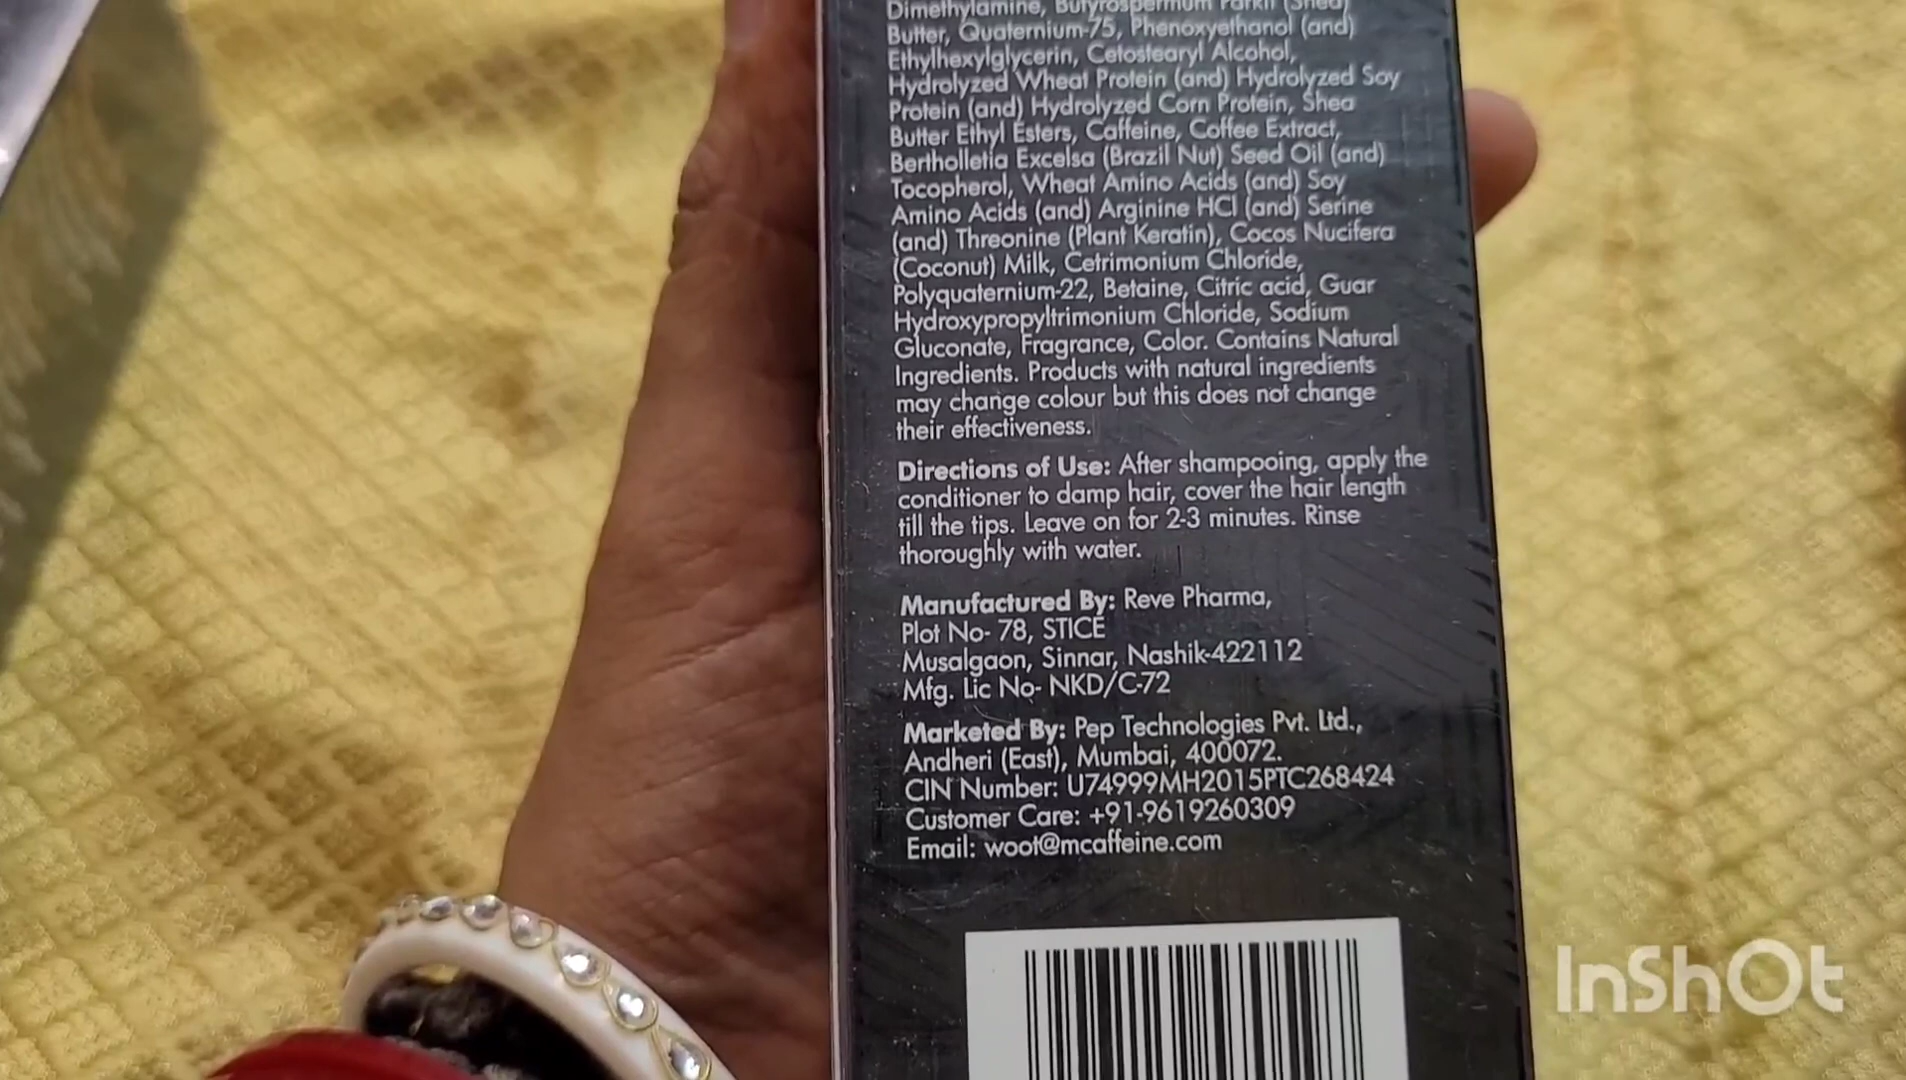 Dimethylamine, Butyrospermum Parkii (Shea)
Butter, Quaternium-75, Phenoxyethanol (and)
Ethylhexylglycerin, Cetostearyl Alcohol,
Hydrolyzed Wheat Protein (and) Hydrolyzed Soy
Protein (and) Hydrolyzed Corn Protein, Shea
Butter Ethyl Esters, Caffeine, Coffee Extract,
Bertholletia Excelsa (Brazil Nut) Seed Oil (and)
Tocopherol, Wheat Amino Acids (and) Soy
Amino Acids (and) Arginine HCl (and) Serine
(and) Threonine (Plant Keratin), Cocos Nucifera
(Coconut) Milk, Cetrimonium Chloride,
Polyquaternium-22, Betaine, Citric acid, Guar
Hydroxypropyltrimonium Chloride, Sodium
Gluconate, Fragrance, Color. Contains Natural
Ingredients. Products with natural ingredients
may change colour but this does not change
their effectiveness.
Directions of Use: After shampooing, apply the
conditioner to damp hair, cover the hair length
till the tips. Leave on for 2-3 minutes. Rinse
thoroughly with water.
Manufactured By: Reve Pharma,
Plot No- 78, STICE
Musalgaon, Sinnar, Nashik-422112
Mfg. Lic No- NKD/C-72
Marketed By: Pep Technologies Pvt. Ltd.,
Andheri (East), Mumbai, 400072.
CIN Number: U74999MH2015PTC268424
Customer Care: +91-9619260309
Email: woot@mcaffeine.com
InShOt